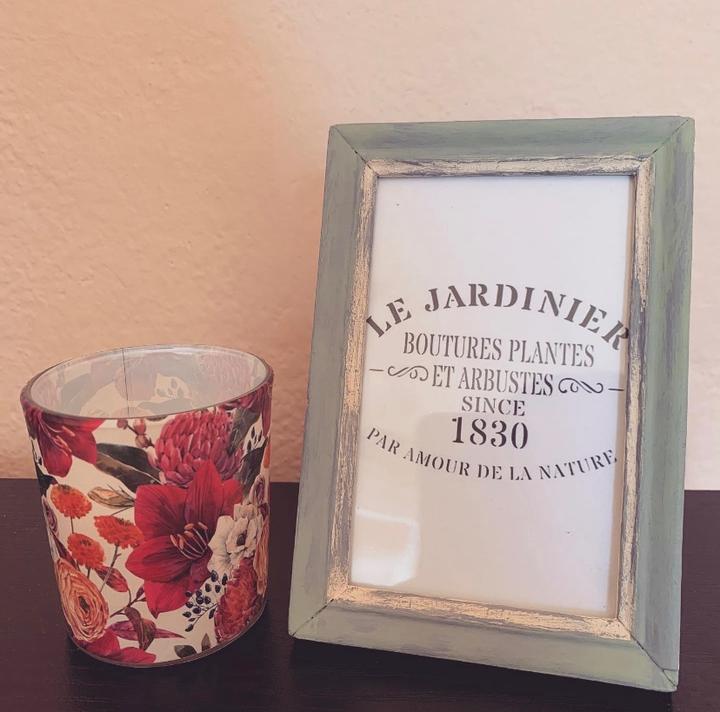 LE JARDINIER
BOUTURES PLANTES
ET ARBUSTES
SINCE
1830
PAR AMOUR DE LA NATURE